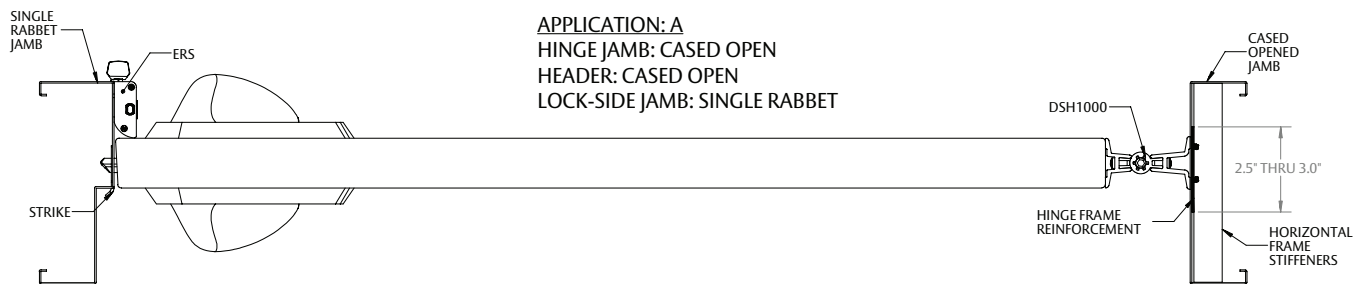 SINGLE
RABBET
JAMB
ERS
STRIKE
APPLICATION: A
HINGE JAMB: CASED OPEN
HEADER: CASED OPEN
LOCK-SIDE JAMB: SINGLE RABBET
CASED
OPENED
JAMB
DSH1000
2.5" THRU 3.0"
HINGE FRAME
REINFORCEMENT
HORIZONTAL
FRAME
STIFFENERS